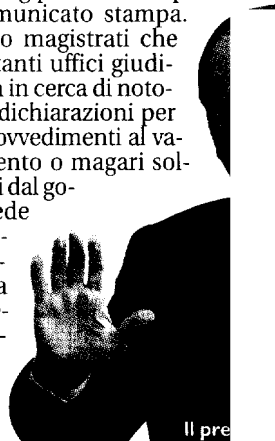 municato stampa.
o magistrati che
tanti uffici giudi-
in cerca di noto-
dichiarazioni per
ovvedimenti al va-
ento o magari sol-
i dal go-
ede
-
-
a
-
-
Il pre